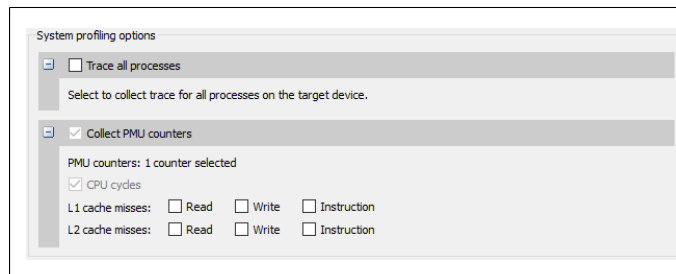 System profiling options
Trace all processes
Select to collect trace for all processes on the target device.
Collect PMU counters
PMU counters: 1 counter selected
CPU cycles
L1 cache misses: Read Write Instruction
L2 cache misses: Read Write Instruction